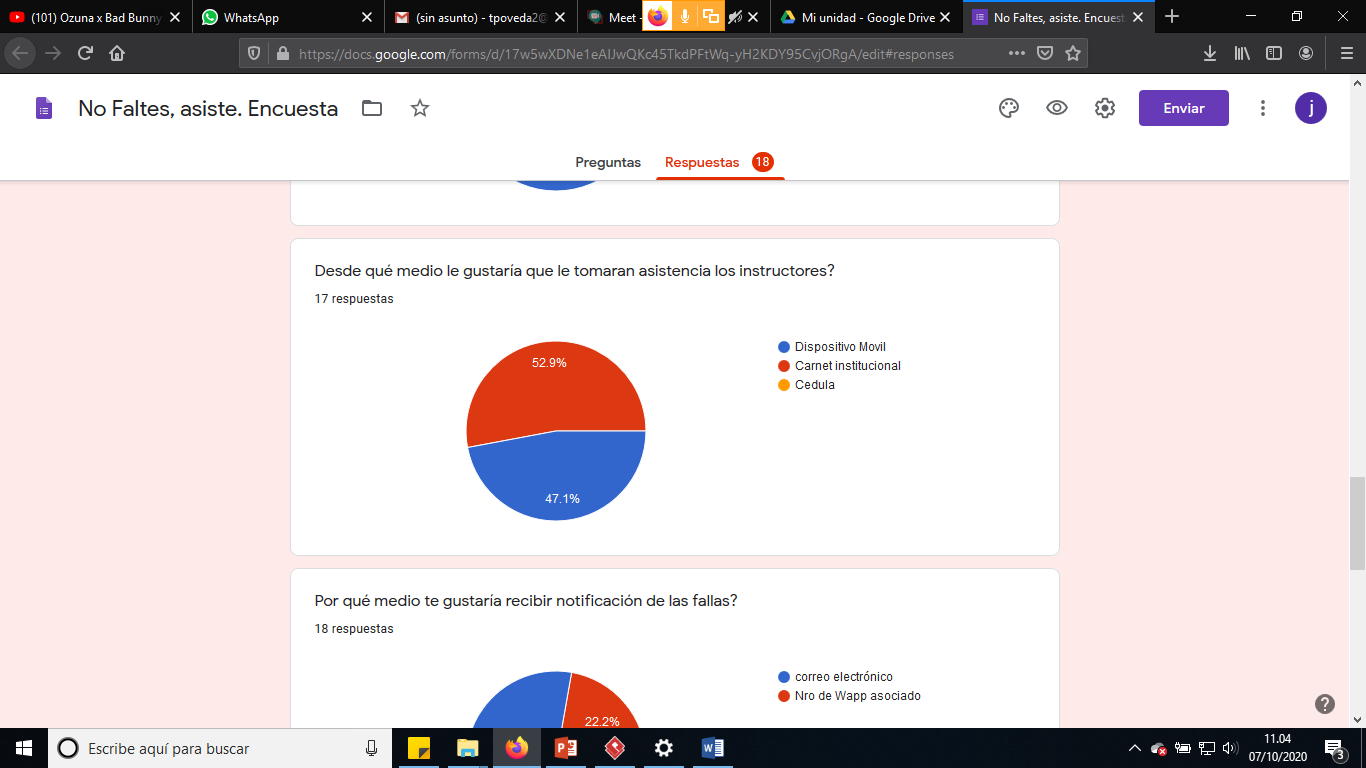 (101) Ozuna x Bad Bunny
WhatsApp
(sin asunto) - tpoveda2@
Meet -
Mi unidad - Google Drive
No Faltes, asiste. Encuest
https://docs.google.com/forms/d/17w5wXDNe1eAIJwQKc45TkdPFtWq-yH2KDY95CvjORgA/edit#responses
No Faltes, asiste. Encuesta
Enviar
j
Preguntas
Respuestas
18
Desde qué medio le gustaría que le tomaran asistencia los instructores?
17 respuestas
52.9%
47.1%
Dispositivo Movil
Carnet institucional
Cedula
Por qué medio te gustaría recibir notificación de las fallas?
18 respuestas
22.2%
correo electrónico
Nro de Wapp asociado
Escribe aquí para buscar
11.04
07/10/2020
3